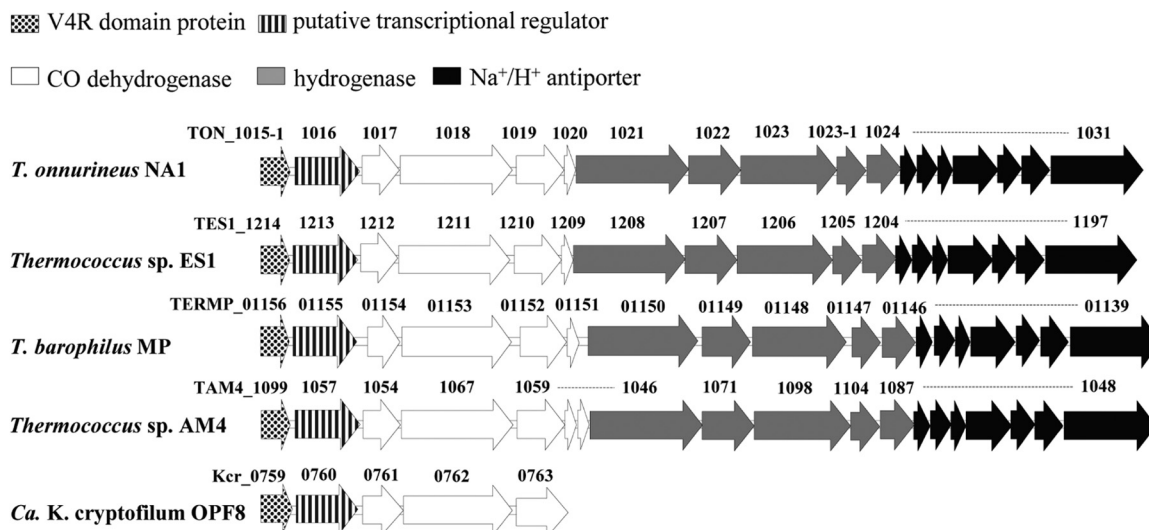 V4R domain protein putative transcriptional regulator
CO dehydrogenase hydrogenase Na⁺/H⁺ antiporter
TON_1015-1 1016 1017 1018 1019 1020 1021 1022 1023 1023-1 1024 1031
T. onnurineus NA1
TES1_1214 1213 1212 1211 1210 1209 1208 1207 1206 1205 1204 1197
Thermococcus sp. ES1
TERMP_01156 01155 01154 01153 01152 01151 01150 01149 01148 01147 01146 01139
T. barophilus MP
TAM4_1099 1057 1054 1067 1059 1046 1071 1098 1104 1087 1048
Thermococcus sp. AM4
Kcr_0759 0760 0761 0762 0763
Ca. K. cryptofilum OPF8